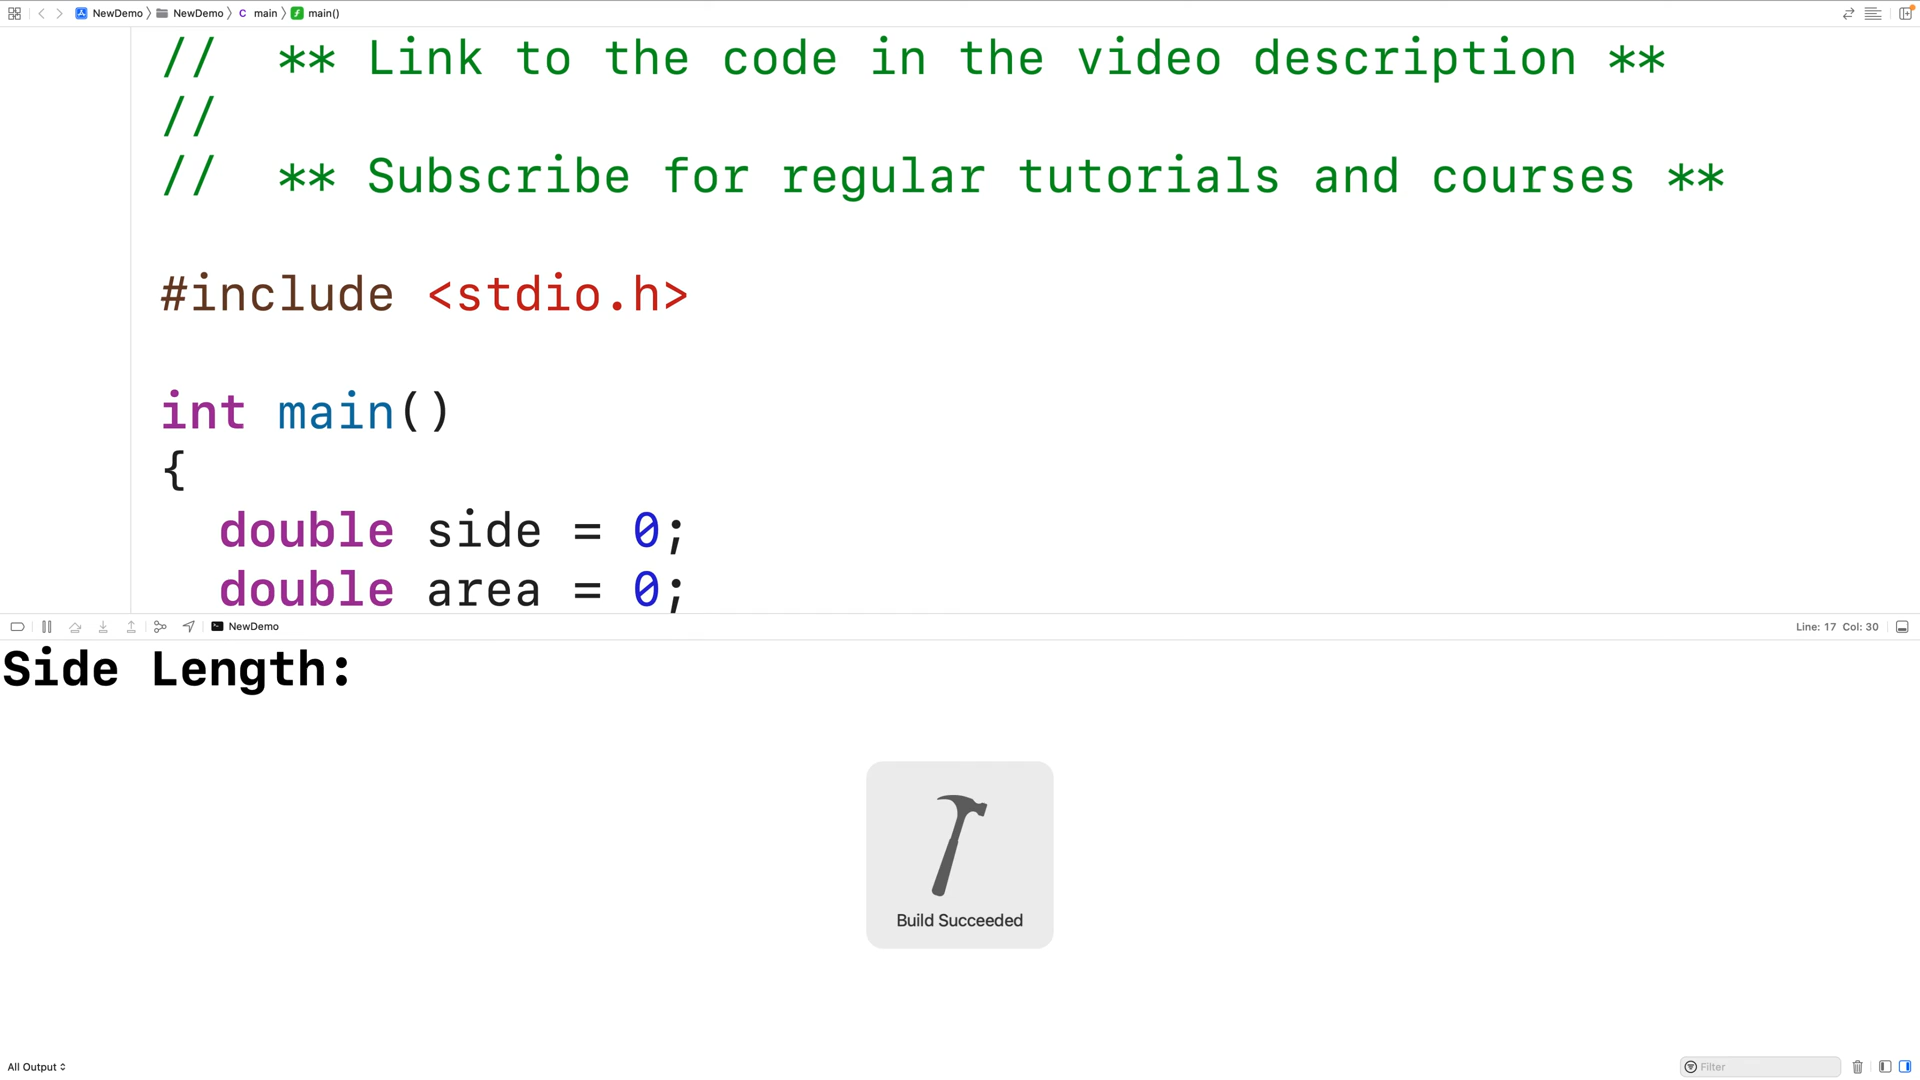 NewDemo NewDemo C main f main()
// ** Link to the code in the video description **
//
// ** Subscribe for regular tutorials and courses **
#include <stdio.h>
int main()
{
double side = 0;
double area = 0;
NewDemo Line: 17 Col: 30
Side Length:
Build Succeeded
All Output Filter